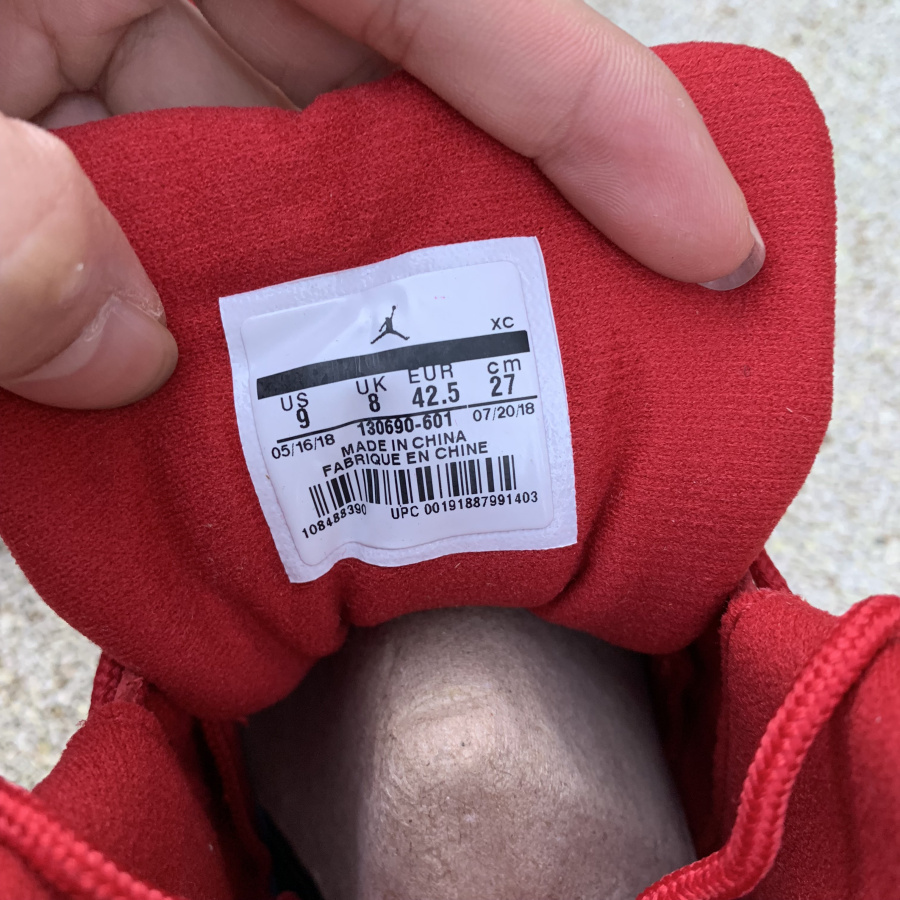 XC
US UK EUR cm
9 8 42.5 27
05/16/18 130690-601 07/20/18
MADE IN CHINA
FABRIQUE EN CHINE
108488390 UPC 00191887991403